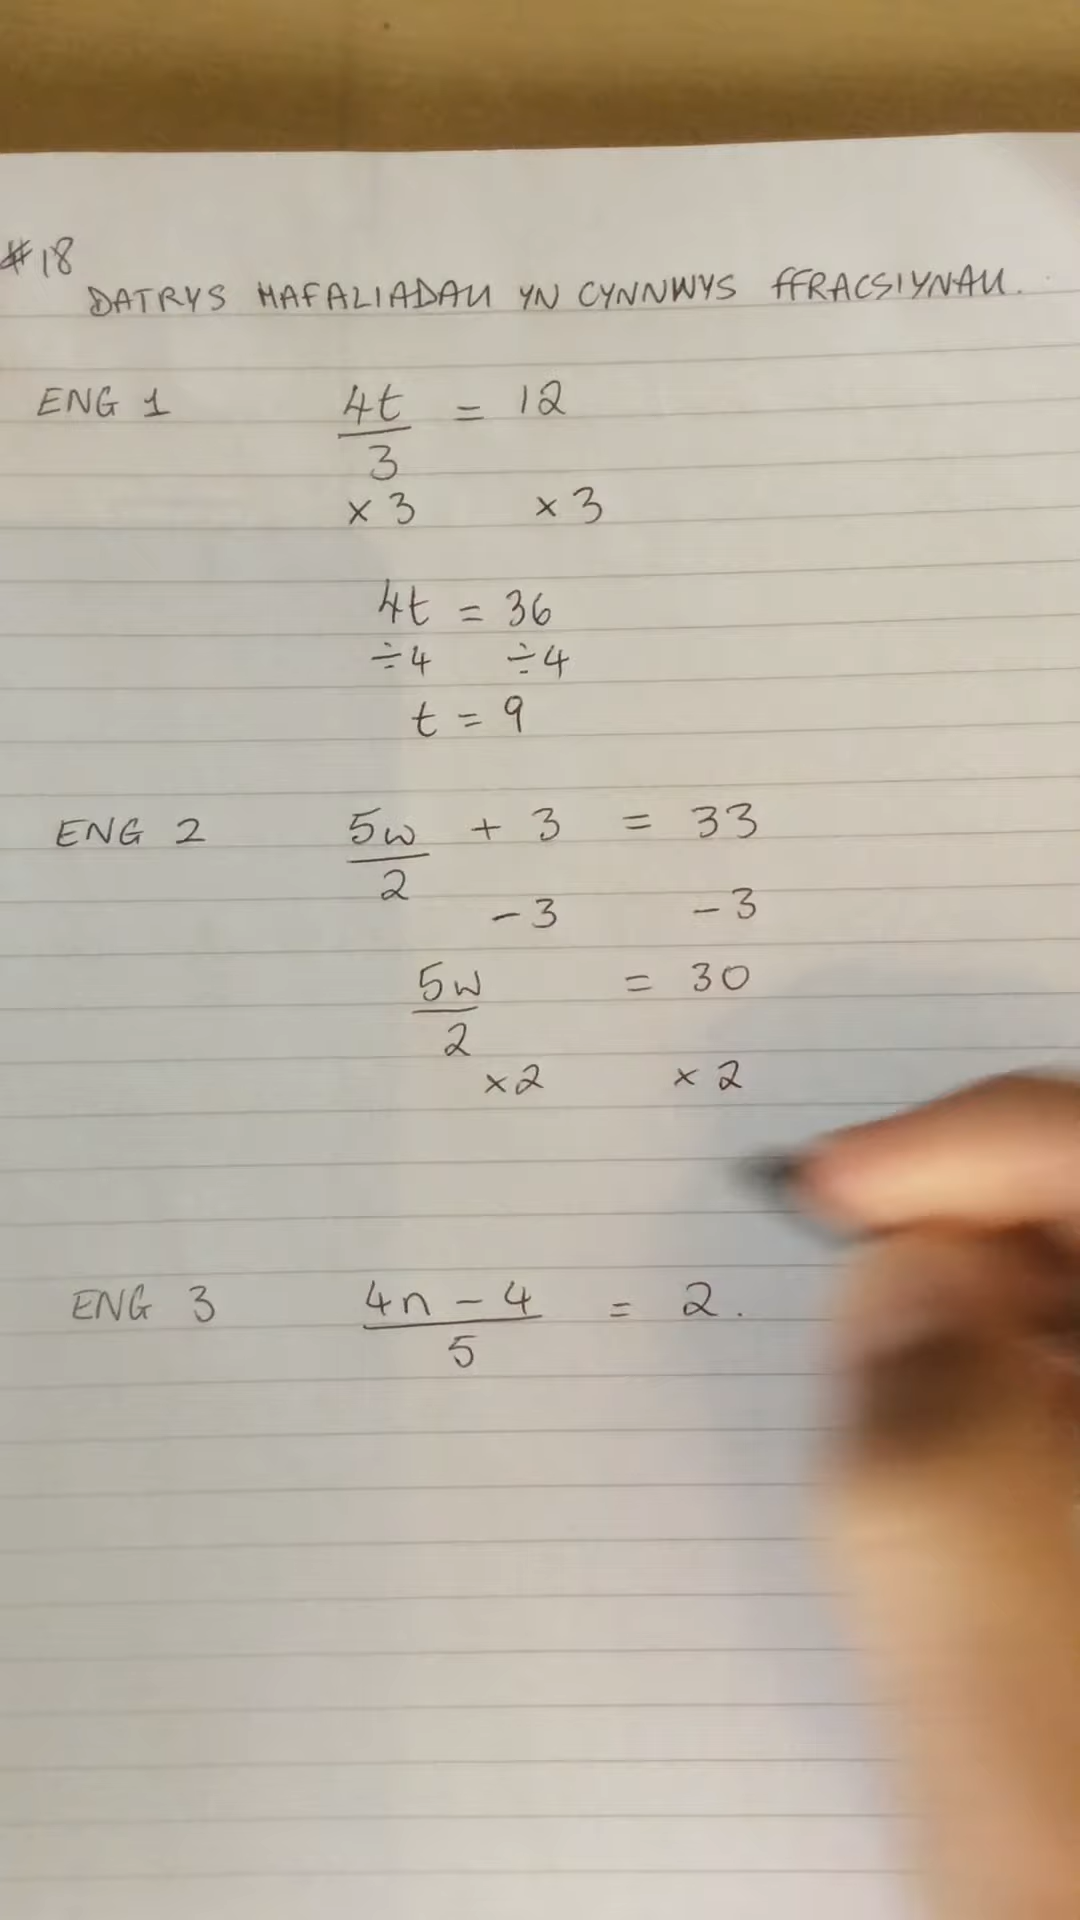 #18
DATRYS HAFALIADAU YN CYNNWYS FFRACSIYNAU.
ENG 1 4t = 12
3
× 3 × 3
4t = 36
÷4 ÷4
t = 9
ENG 2 5w + 3 = 33
2
- 3 - 3
5w = 30
2
×2 × 2
ENG 3 4n - 4 = 2.
5